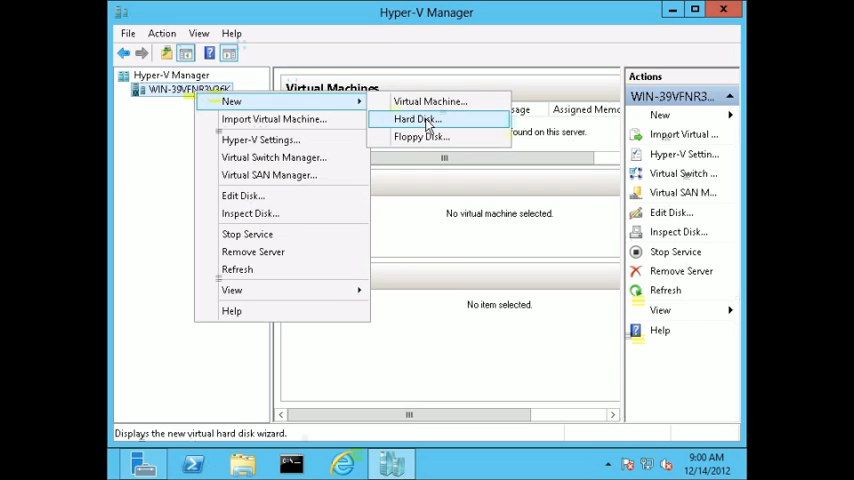 Hyper-V Manager
File Action View Help
Hyper-V Manager
WIN-39VFNR3V36K
Virtual Machines
Assigned Memo
found on this server.
New
Import Virtual Machine...
Hyper-V Settings...
Virtual Switch Manager...
Virtual SAN Manager...
Edit Disk...
Inspect Disk...
Stop Service
Remove Server
Refresh
View
Help
Virtual Machine...
Hard Disk...
Floppy Disk...
No virtual machine selected.
No item selected.
Actions
WIN-39VFNR3...
New
Import Virtual ...
Hyper-V Settin...
Virtual Switch ...
Virtual SAN M...
Edit Disk...
Inspect Disk...
Stop Service
Remove Server
Refresh
View
Help
Displays the new virtual hard disk wizard.
9:00 AM
12/14/2012